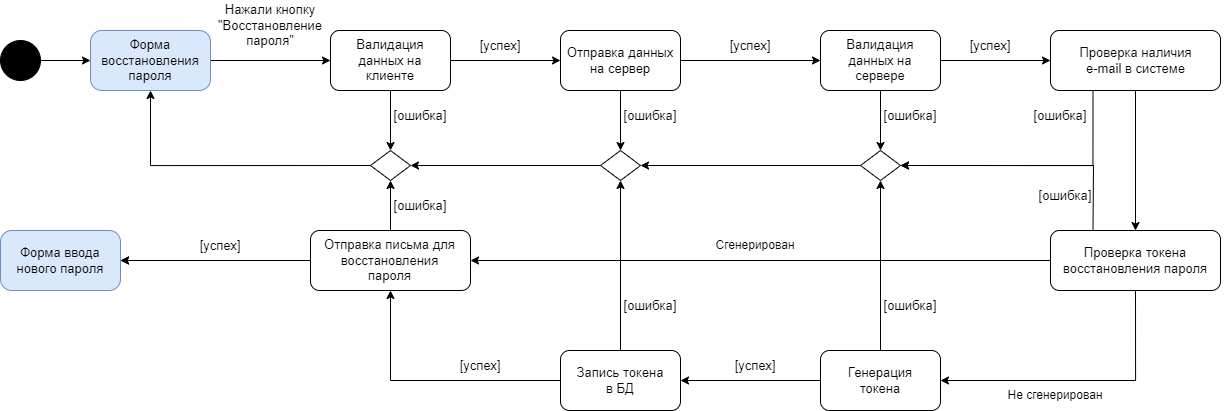 Нажали кнопку
"Восстановление
пароля"
Форма
восстановления
пароля
Валидация
данных на
клиенте
[успех]
Отправка данных
на сервер
[успех]
Валидация
данных на
сервере
[успех]
Проверка наличия
e-mail в системе
[ошибка]
[ошибка]
[ошибка]
[ошибка]
[ошибка]
[ошибка]
Форма ввода
нового пароля
[успех]
Отправка письма для
восстановления
пароля
Сгенерирован
Проверка токена
восстановления пароля
[ошибка]
[ошибка]
[успех]
Запись токена
в БД
[успех]
Генерация
токена
Не сгенерирован